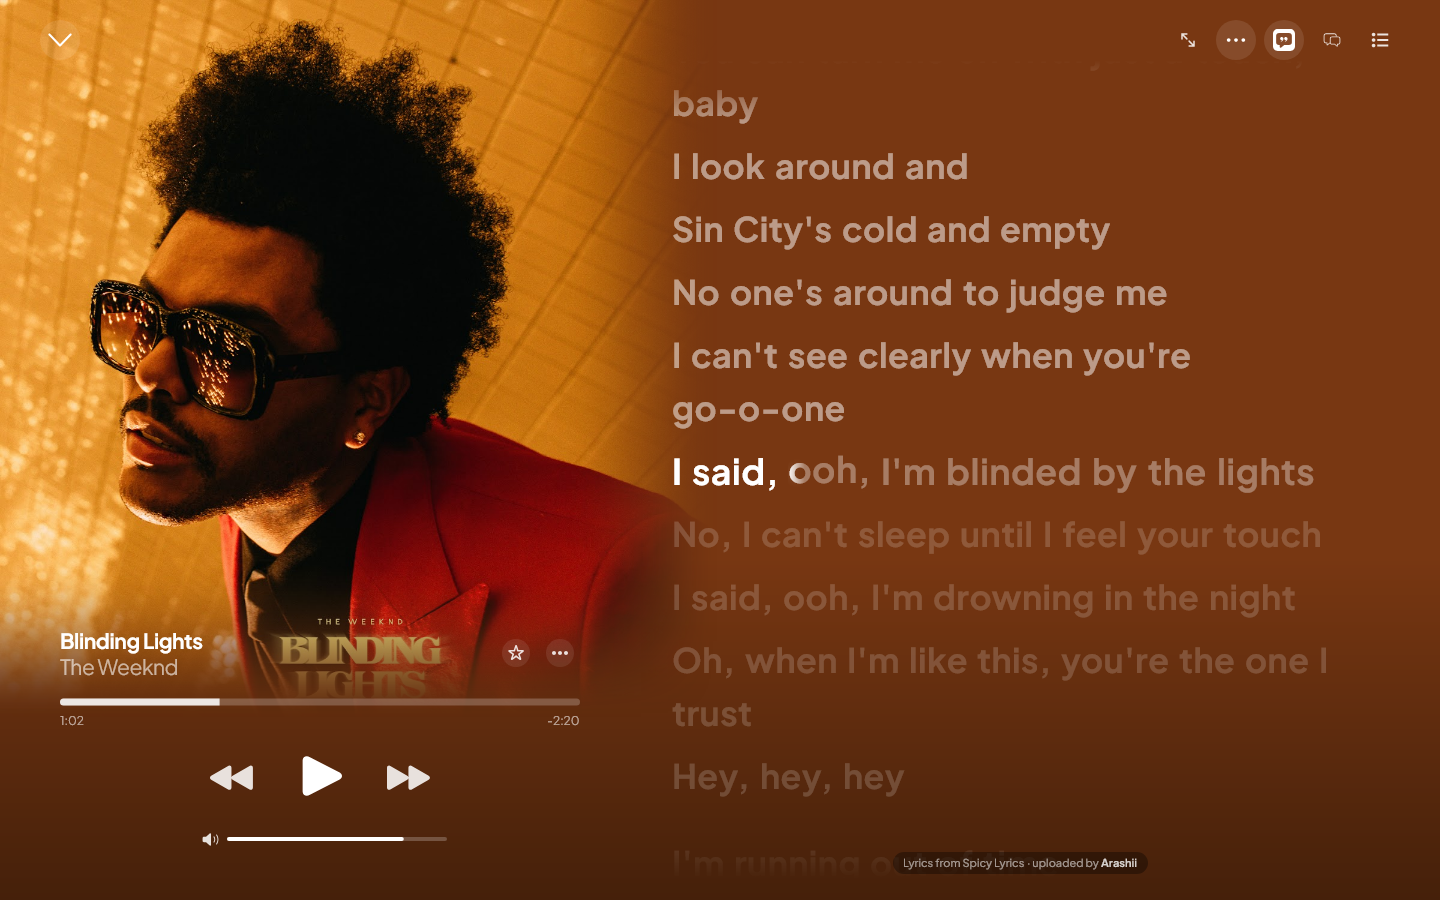 baby
I look around and
Sin City's cold and empty
No one's around to judge me
I can't see clearly when you're
go-o-one
I said, ooh, I'm blinded by the lights
No, I can't sleep until I feel your touch
I said, ooh, I'm drowning in the night
Oh, when I'm like this, you're the one I
trust
Hey, hey, hey
I'm running
Lyrics from Spicy Lyrics · uploaded by Arashii
THE WEEKND
BLINDING
LIGHTS
Blinding Lights
The Weeknd
1:02
-2:20